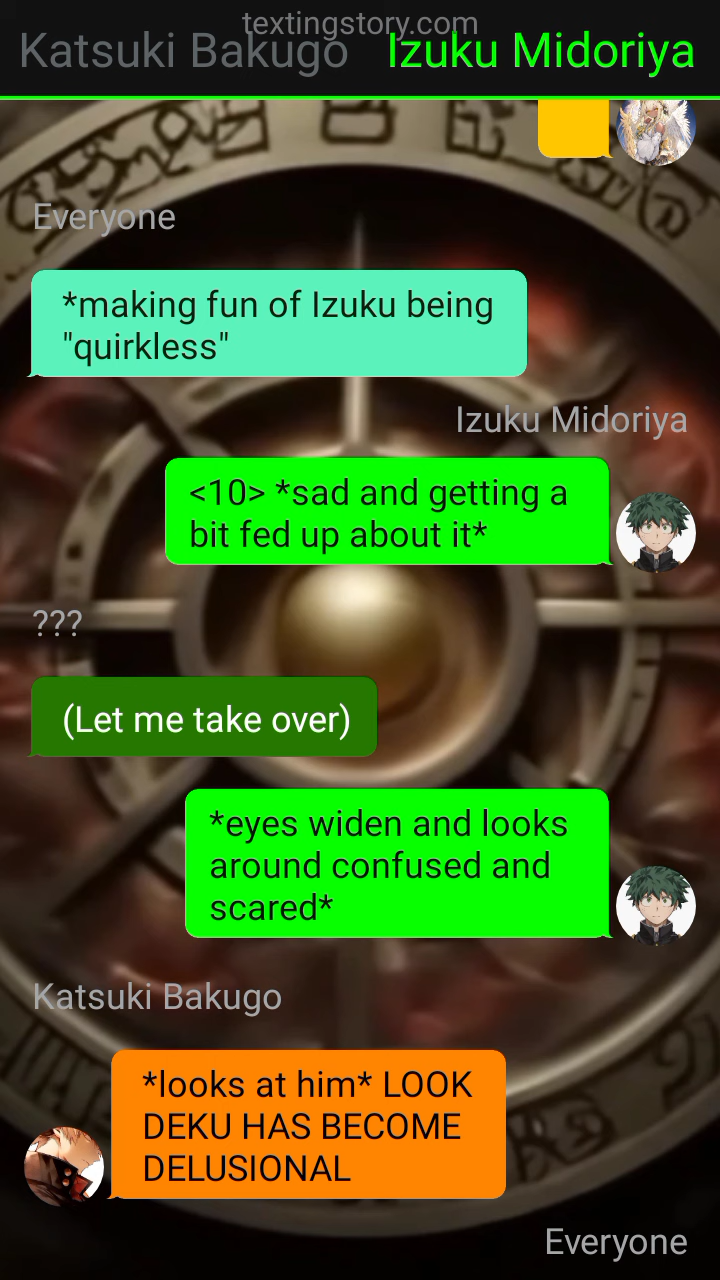 textingstory.com
Katsuki Bakugo
Izuku Midoriya
Everyone
*making fun of Izuku being
"quirkless"
Izuku Midoriya
<10> *sad and getting a
bit fed up about it*
???
(Let me take over)
*eyes widen and looks
around confused and
scared*
Katsuki Bakugo
*looks at him* LOOK
DEKU HAS BECOME
DELUSIONAL
Everyone